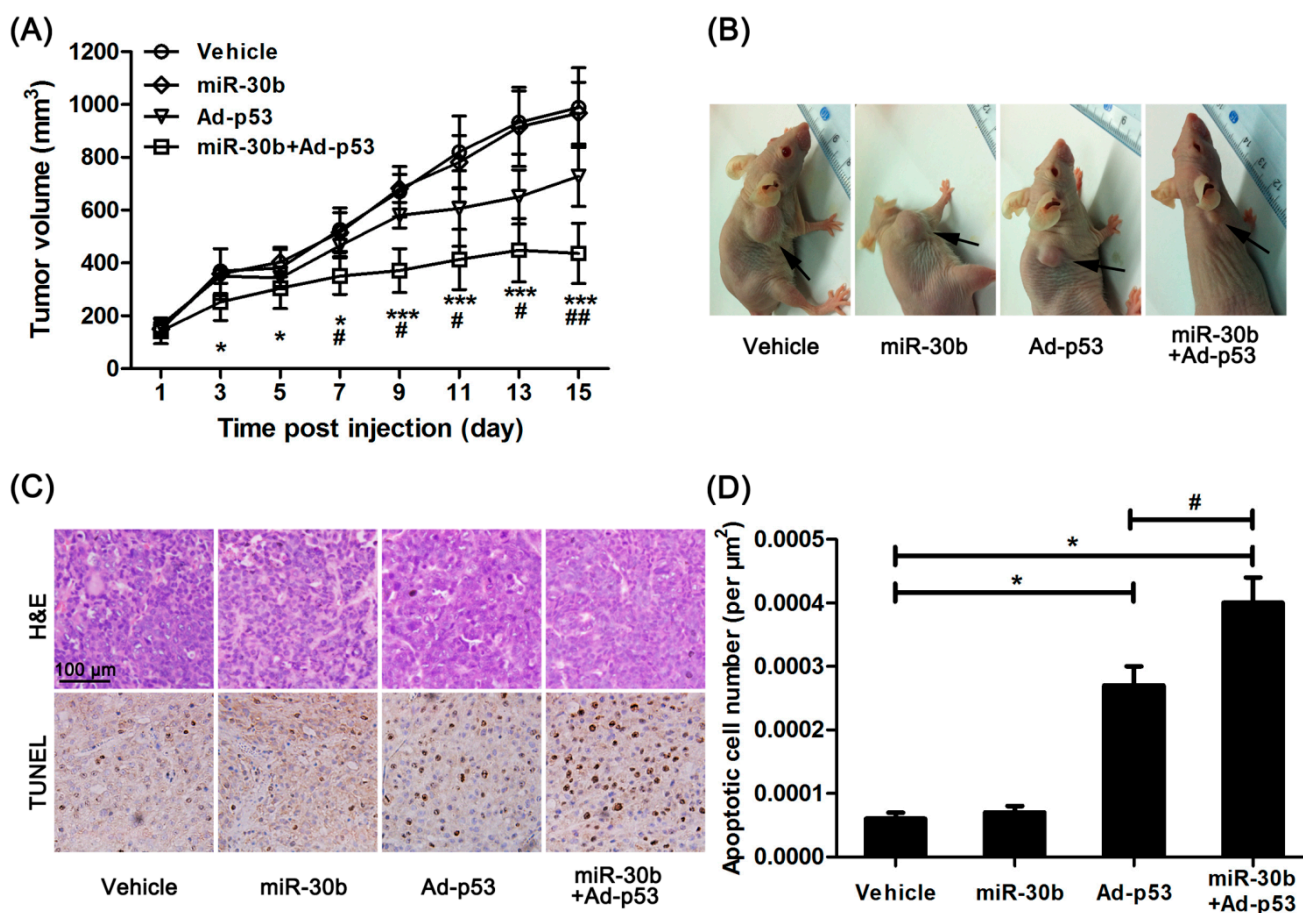 (A)
1200
1000
800
600
400
200
0
Tumor volume (mm³)
Vehicle
miR-30b
Ad-p53
miR-30b+Ad-p53
* * * *** *** *** ***
# # # # ##
1 3 5 7 9 11 13 15
Time post injection (day)
(B)
Vehicle
miR-30b
Ad-p53
miR-30b
+Ad-p53
(C)
H&E
100 μm
TUNEL
Vehicle
miR-30b
Ad-p53
miR-30b
+Ad-p53
(D)
#
*
*
0.0005
0.0004
0.0003
0.0002
0.0001
0.0000
Apoptotic cell number (per μm²)
Vehicle
miR-30b
Ad-p53
miR-30b
+Ad-p53